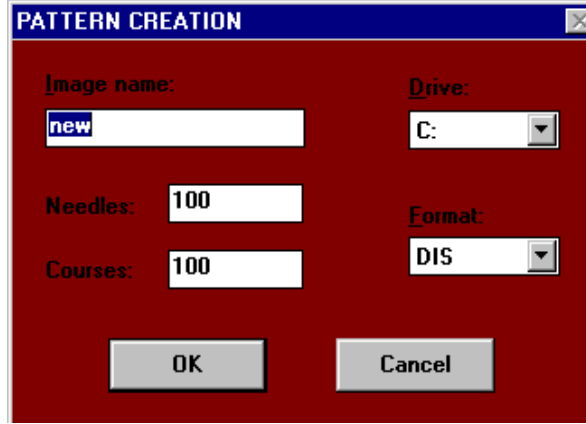 PATTERN CREATION
Image name:
Drive:
new
C:
Needles:
100
Format:
Courses:
100
DIS
OK
Cancel